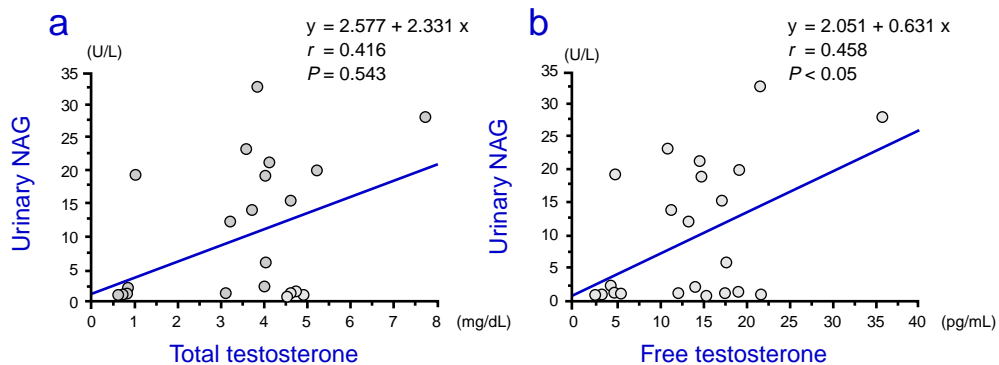 a
y = 2.577 + 2.331 x
r = 0.416
P = 0.543
(U/L)
Urinary NAG
35
30
25
20
15
10
5
0
0 1 2 3 4 5 6 7 8 (mg/dL)
Total testosterone
b
y = 2.051 + 0.631 x
r = 0.458
P < 0.05
(U/L)
Urinary NAG
35
30
25
20
15
10
5
0
0 5 10 15 20 25 30 35 40 (pg/mL)
Free testosterone